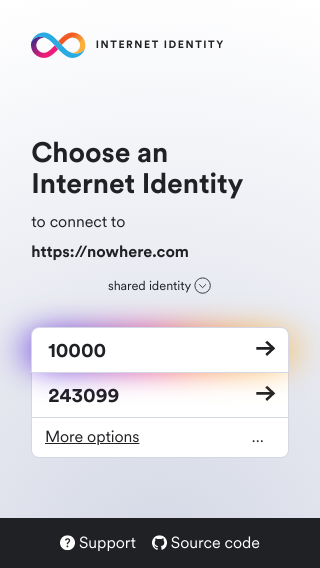 INTERNET IDENTITY
Choose an
Internet Identity
to connect to
https://nowhere.com
shared identity
10000
243099
More options ...
? Support Source code